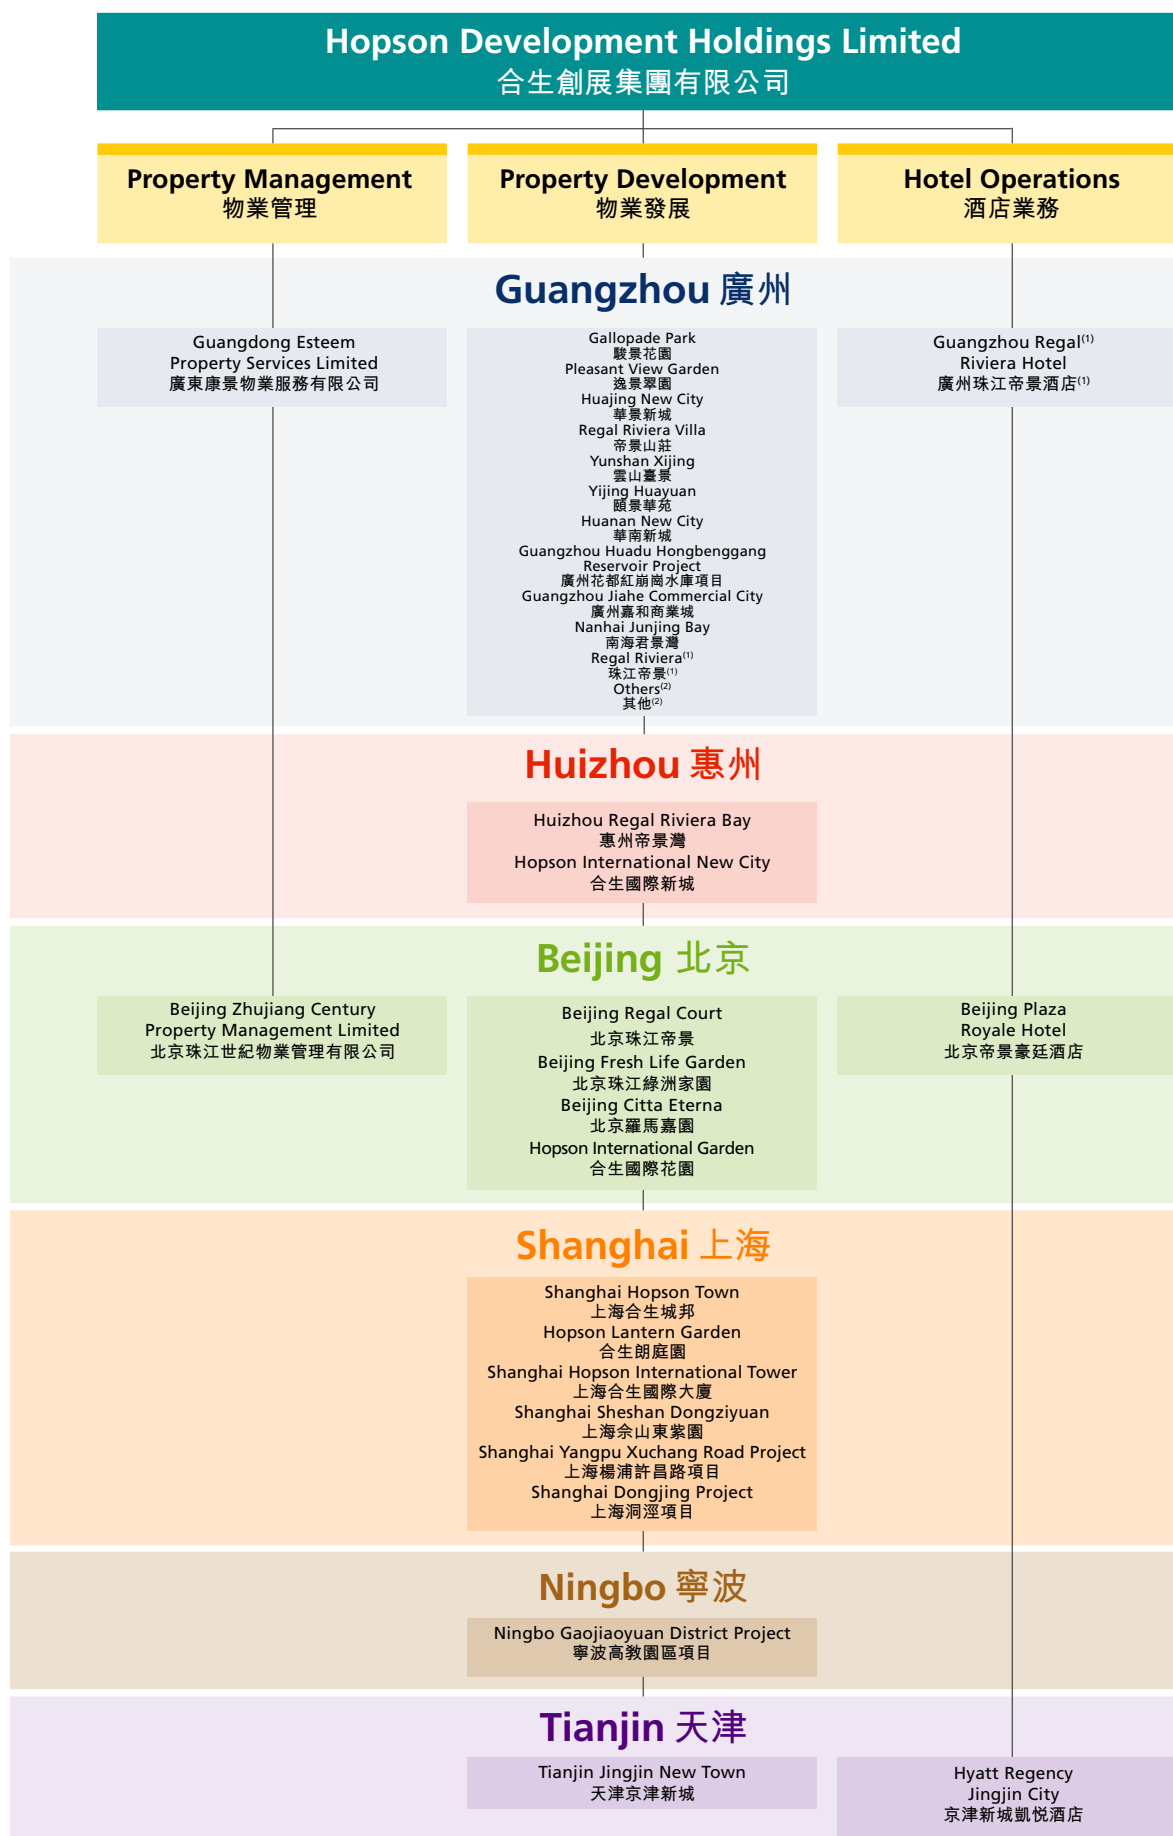 Hopson Development Holdings Limited
合生創展集團有限公司
Property Management
物業管理
Property Development
物業發展
Hotel Operations
酒店業務
Guangzhou 廣州
Guangdong Esteem
Property Services Limited
廣東康景物業服務有限公司
Gallopade Park
駿景花園
Pleasant View Garden
逸景翠園
Huajing New City
華景新城
Regal Riviera Villa
帝景山莊
Yunshan Xijing
雲山熹景
Yijing Huayuan
頤景華苑
Huanan New City
華南新城
Guangzhou Huadu Hongbenggang
Reservoir Project
廣州花都紅崩崗水庫項目
Guangzhou Jiahe Commercial City
廣州嘉和商業城
Nanhai Junjing Bay
南海君景灣
Regal Riviera(1)
珠江帝景(1)
Others(2)
其他(2)
Guangzhou Regal(1)
Riviera Hotel
廣州珠江帝景酒店(1)
Huizhou 惠州
Huizhou Regal Riviera Bay
惠州帝景灣
Hopson International New City
合生國際新城
Beijing 北京
Beijing Zhujiang Century
Property Management Limited
北京珠江世紀物業管理有限公司
Beijing Regal Court
北京珠江帝景
Beijing Fresh Life Garden
北京珠江綠洲家園
Beijing Citta Eterna
北京羅馬嘉園
Hopson International Garden
合生國際花園
Beijing Plaza
Royale Hotel
北京帝景豪廷酒店
Shanghai 上海
Shanghai Hopson Town
上海合生城邦
Hopson Lantern Garden
合生朗庭園
Shanghai Hopson International Tower
上海合生國際大廈
Shanghai Sheshan Dongziyuan
上海佘山東紫園
Shanghai Yangpu Xuchang Road Project
上海楊浦許昌路項目
Shanghai Dongjing Project
上海洞涇項目
Ningbo 寧波
Ningbo Gaojiaoyuan District Project
寧波高教園區項目
Tianjin 天津
Tianjin Jingjin New Town
天津京津新城
Hyatt Regency
Jingjin City
京津新城凱悅酒店